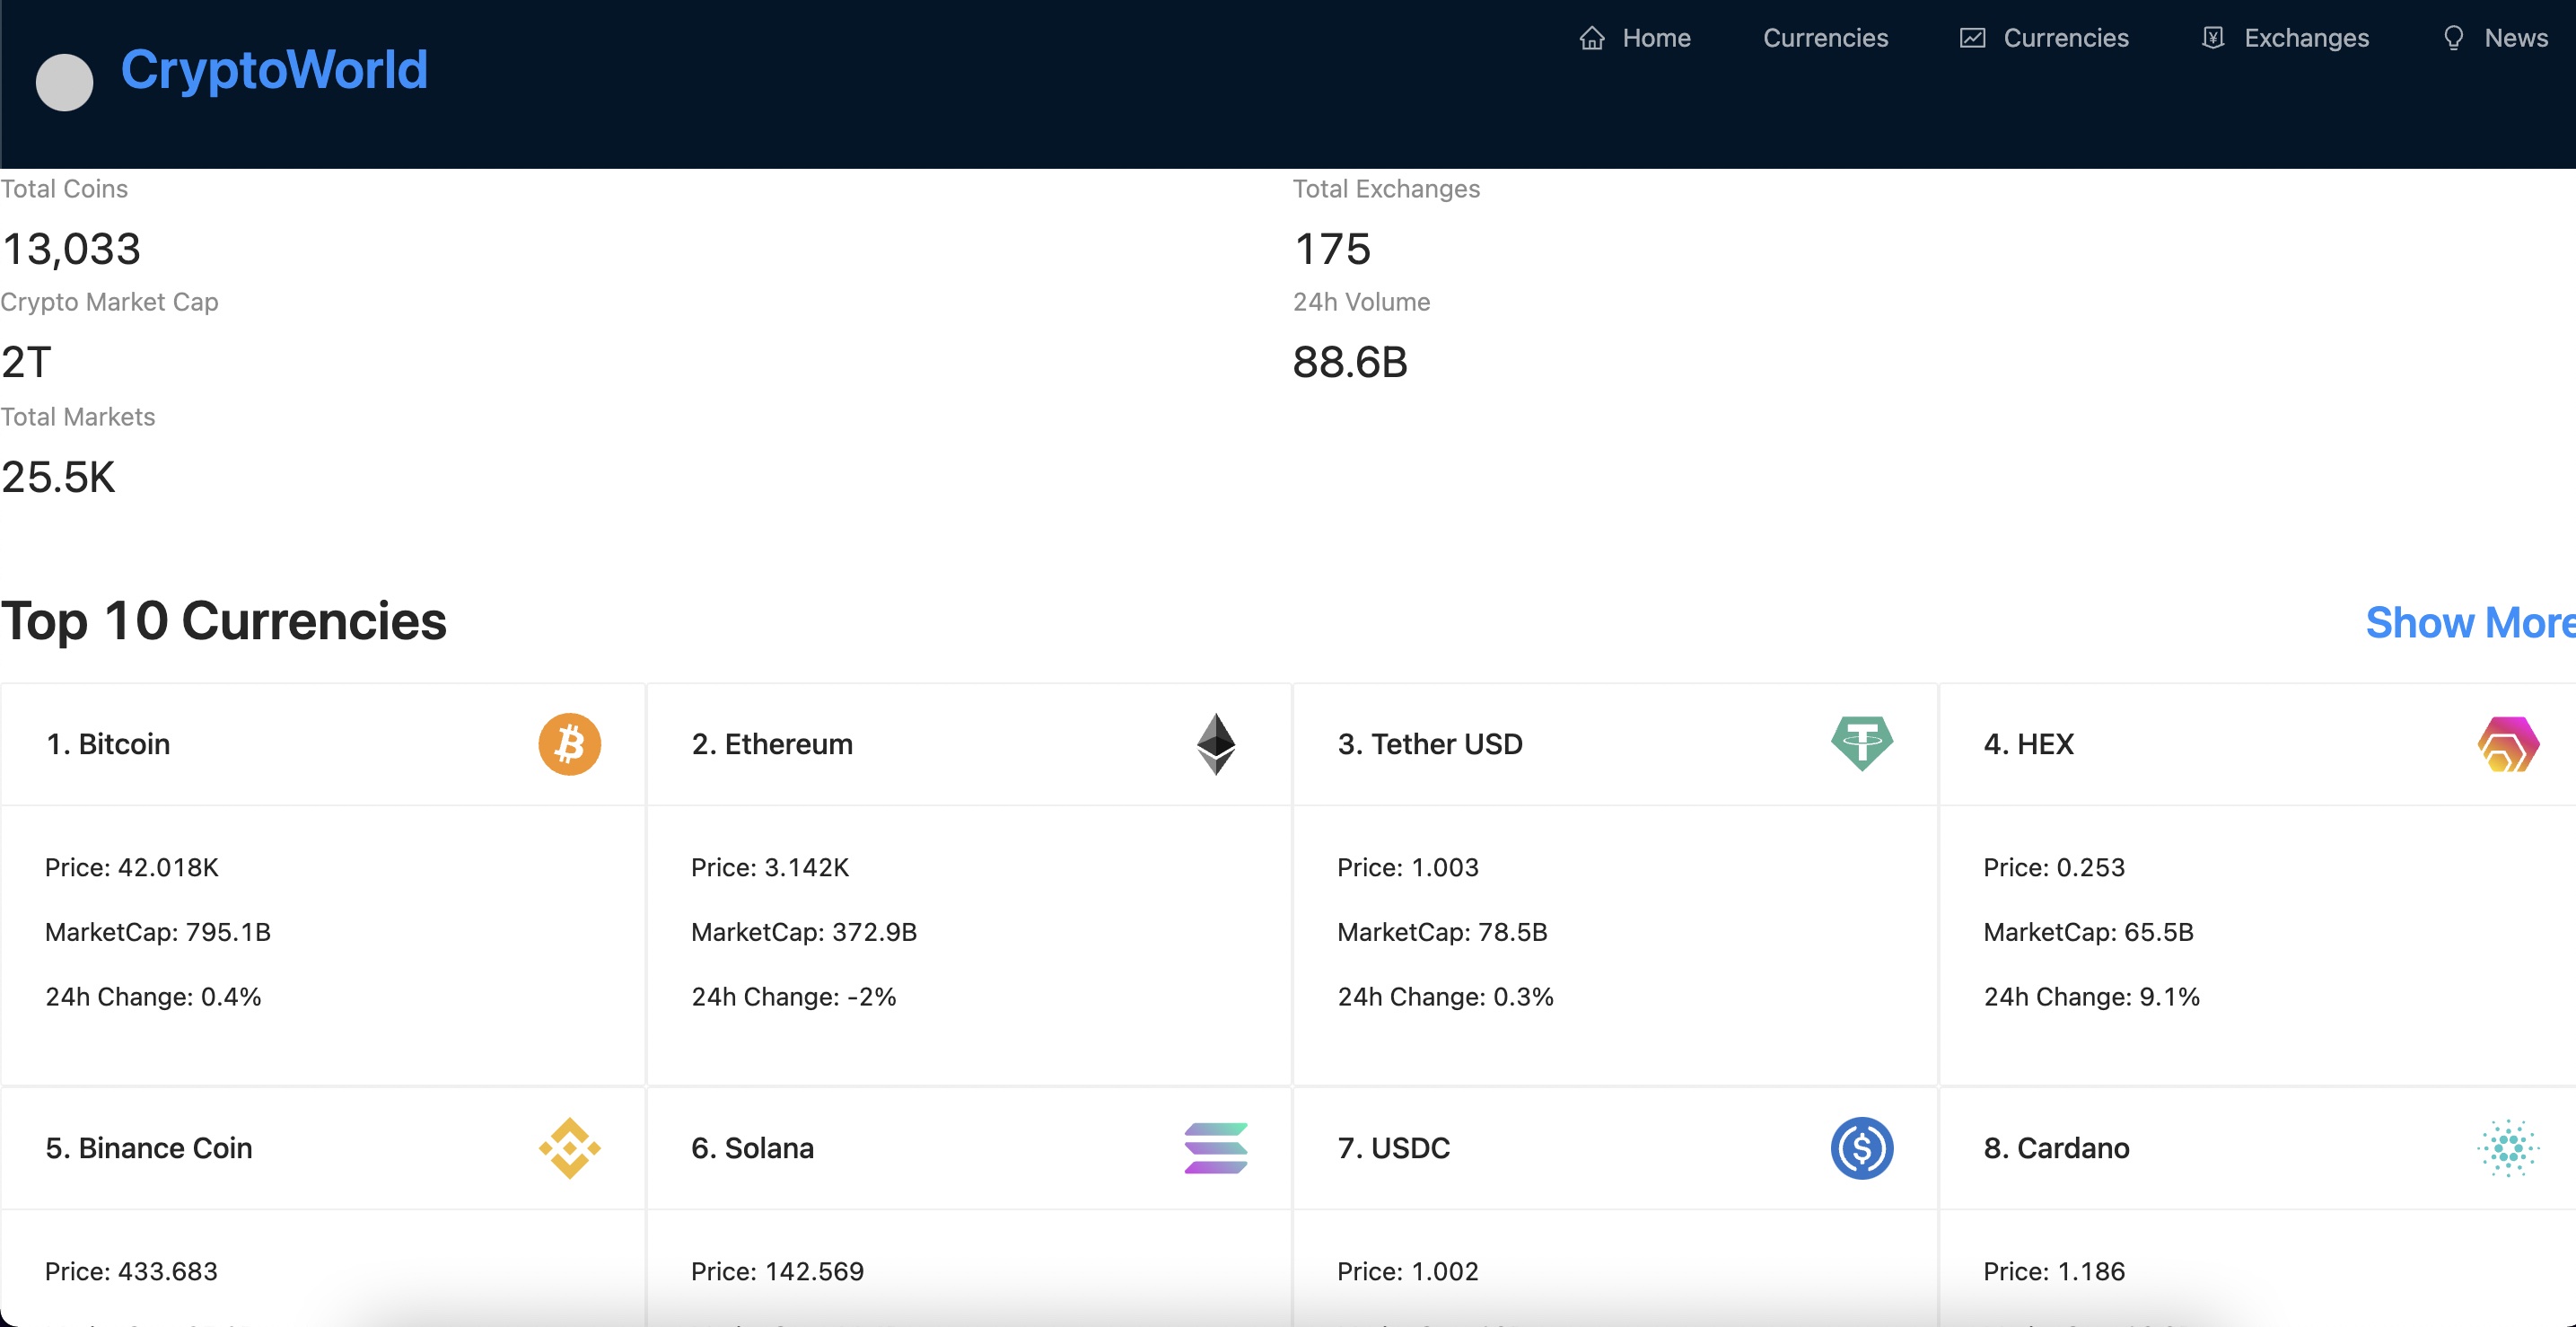 CryptoWorld
Home Currencies Currencies Exchanges News
Total Coins
13,033
Total Exchanges
175
Crypto Market Cap
2T
24h Volume
88.6B
Total Markets
25.5K
Top 10 Currencies
Show More
1. Bitcoin
Price: 42.018K
MarketCap: 795.1B
24h Change: 0.4%
2. Ethereum
Price: 3.142K
MarketCap: 372.9B
24h Change: -2%
3. Tether USD
Price: 1.003
MarketCap: 78.5B
24h Change: 0.3%
4. HEX
Price: 0.253
MarketCap: 65.5B
24h Change: 9.1%
5. Binance Coin
Price: 433.683
6. Solana
Price: 142.569
7. USDC
Price: 1.002
8. Cardano
Price: 1.186